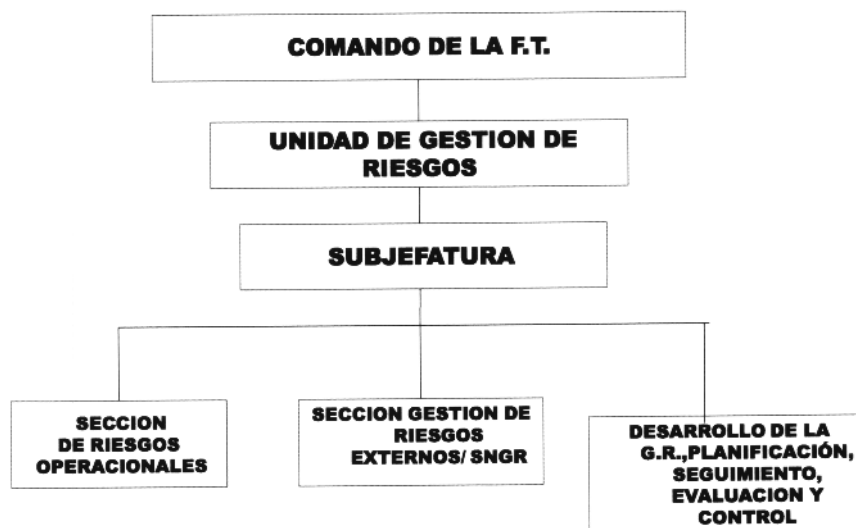 COMANDO DE LA F.T.
UNIDAD DE GESTION DE
RIESGOS
SUBJEFATURA
SECCION
DE RIESGOS
OPERACIONALES
SECCION GESTION DE
RIESGOS
EXTERNOS/ SNGR
DESARROLLO DE LA
G.R.,PLANIFICACIÓN,
SEGUIMIENTO,
EVALUACION Y
CONTROL